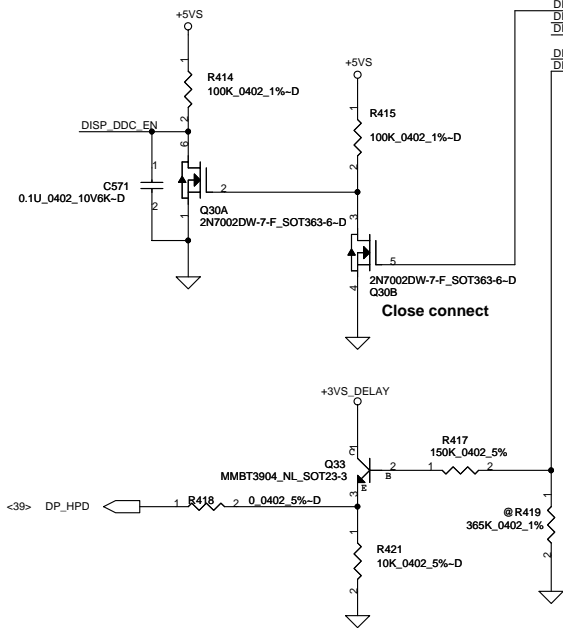 +5VS
1
R414
100K_0402_1%~D
2
DISP_DDC_EN
6
1
C571
0.1U_0402_10V6K~D
2
2
1
Q30A
2N7002DW-7-F_SOT363-6~D
+5VS
1
R415
100K_0402_1%~D
2
3
5
4
2N7002DW-7-F_SOT363-6~D
Q30B
Close connect
+3VS_DELAY
1
C
Q33
MMBT3904_NL_SOT23-3
2
B
E
3
R417
150K_0402_5%
1
2
1
@R419
365K_0402_1%
2
<39>
DP_HPD
1
R418
2
0_0402_5%~D
1
R421
10K_0402_5%~D
2